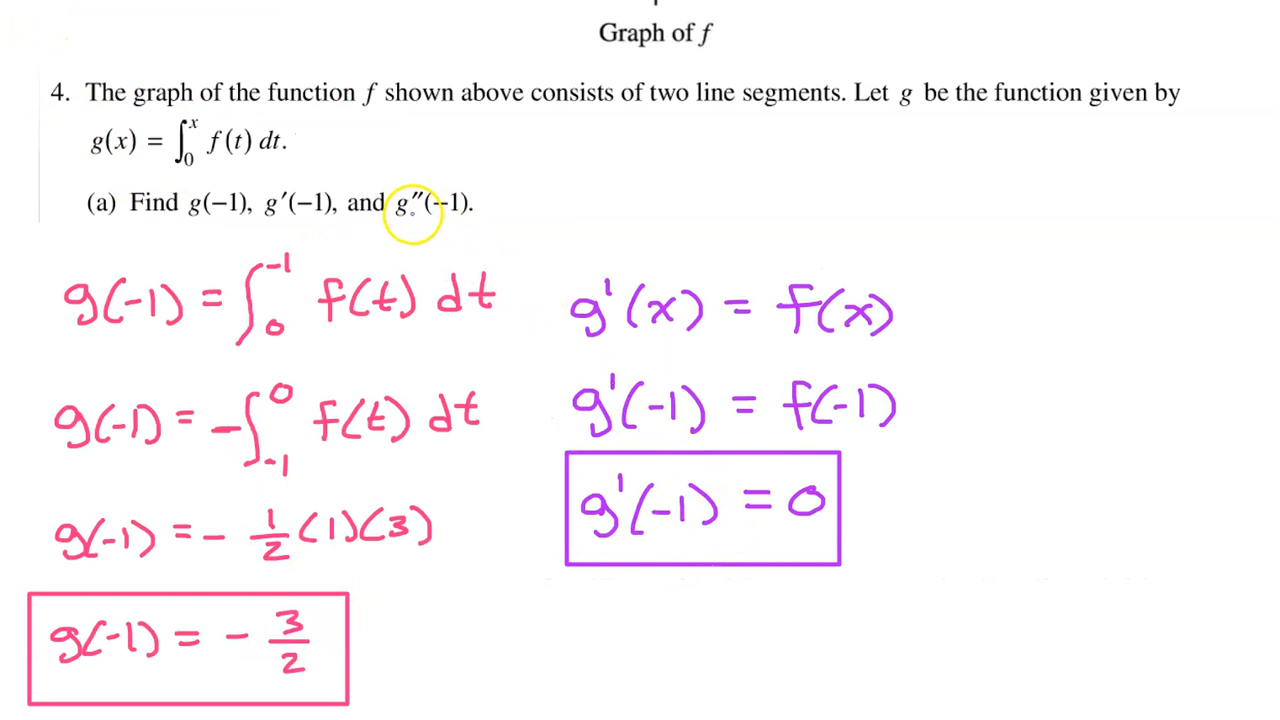 Graph of f
4. The graph of the function f shown above consists of two line segments. Let g be the function given by
g(x) = ∫₀ˣ f(t) dt.
(a) Find g(−1), g′(−1), and g″(−1).
g(-1) = ∫₀⁻¹ f(t) dt
g(-1) = -∫₋₁⁰ f(t) dt
g(-1) = - 1/2 (1)(3)
g(-1) = - 3/2
g'(x) = f(x)
g'(-1) = f(-1)
g'(-1) = 0